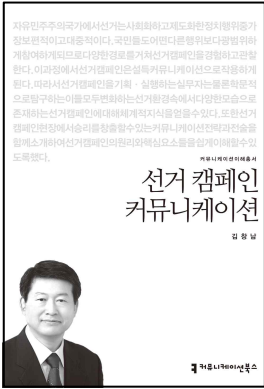 자유민주주의국가에서선거는사회화하고제도화한정치행위중가
장보편적이고대중적이다.국민들도어떤다른행위보다광범위하
게참여하게되므로다양한경로를거쳐선거캠페인을경험하고관찰
한다.이과정에서선거캠페인은설득커뮤니케이션으로작용하게
된다.따라서선거캠페인을기획·실행하는실무자는물론학문적
으로탐구하는이들모두변화하는선거환경속에서다양한모습으로
존재하는선거캠페인에대해체계적지식을얻을수있다.또한선거
캠페인현장에서승리를창출할수있는커뮤니케이션전략과전술을
함께소개하여선거캠페인의원리와핵심요소들을쉽게이해할수있
도록했다.
커뮤니케이션이해총서
선거 캠페인
커뮤니케이션
김창남
커뮤니케이션북스